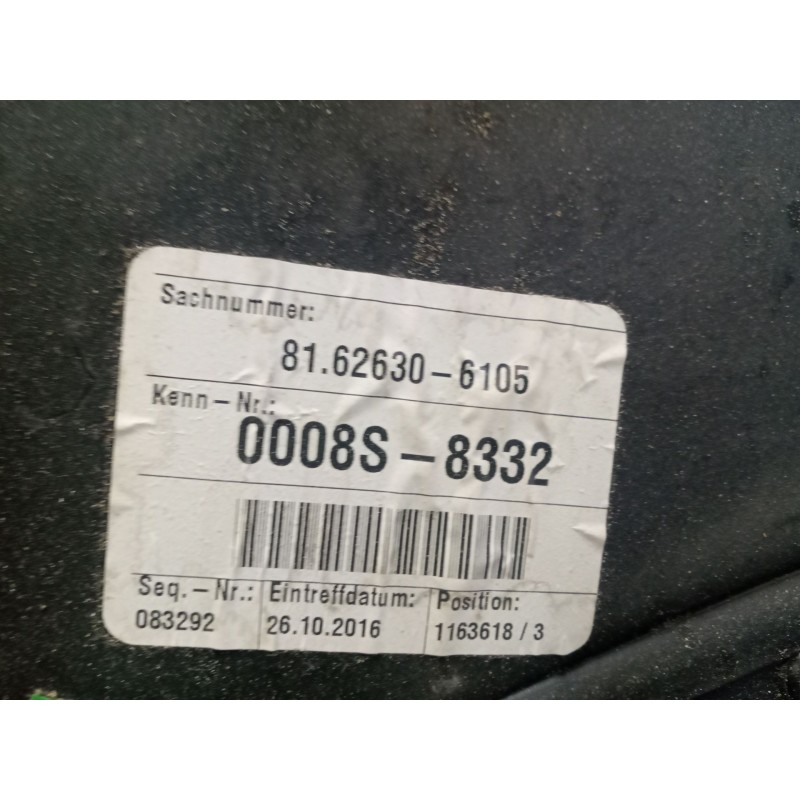 Sachnummer:
81.62630-6105
Kenn-Nr.:
0008S-8332
Seq.-Nr.: Eintreffdatum: Position:
083292 26.10.2016 1163618 / 3